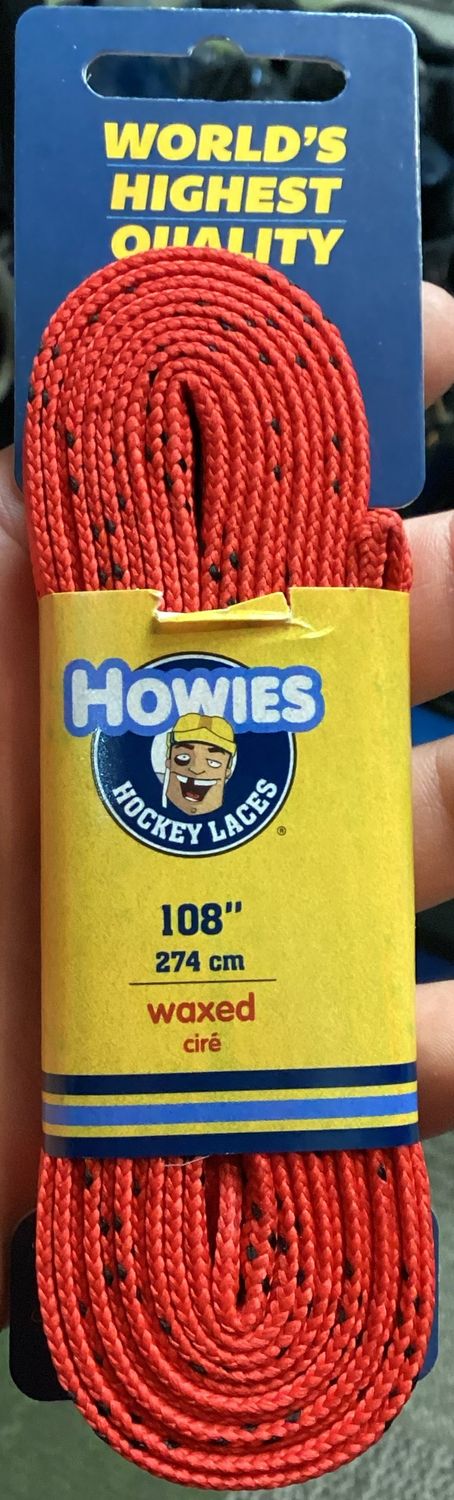 WORLD'S
HIGHEST
QUALITY
HOWIES
HOCKEY LACES
®
108"
274 cm
waxed
ciré